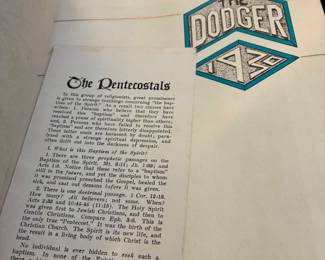 THE
DODGER
1930
The Pentecostals
In this group of religionists, great prominence
is given to strange teachings concerning "the bap-
tism of the Spirit." As a result two errors have
arisen: 1. Persons who believe they have
received this "baptism" and therefore have
reached a phase of spirituality higher than others;
and, 2. Persons who have failed to receive this
"baptism" and are therefore bitterly disappointed.
These latter souls are harassed by doubt; para-
lyzed with a strange spiritual depression, and
often drift out into the darkness of despair.
1. What is this Baptism of the Spirit?
1. There are three prophetic passages on the
Baptism of the Spirit. Mt. 3:11; Jh. 1:33; and
Acts 1:5. Notice that these refer to a "baptism"
still in the future, and yet the disciples to whom
it was promised preached the Gospel, healed the
sick, and cast out demons before it was given.
2. There is one doctrinal passage: 1 Cor. 12:13.
How many? All believers; not some. When?
Acts 2:33 and 10:44-46 (11:15). The Holy Spirit
was given first to Jewish Christians, and then to
Gentile Christians. Compare Eph. 3:6. This is
the only true "Pentecost." It was the birth of the
Christian Church. The Spirit is its new life, and
the result is a living body of which Christ is the
head.
No individual is ever bidden to seek such a
baptism. In none of the